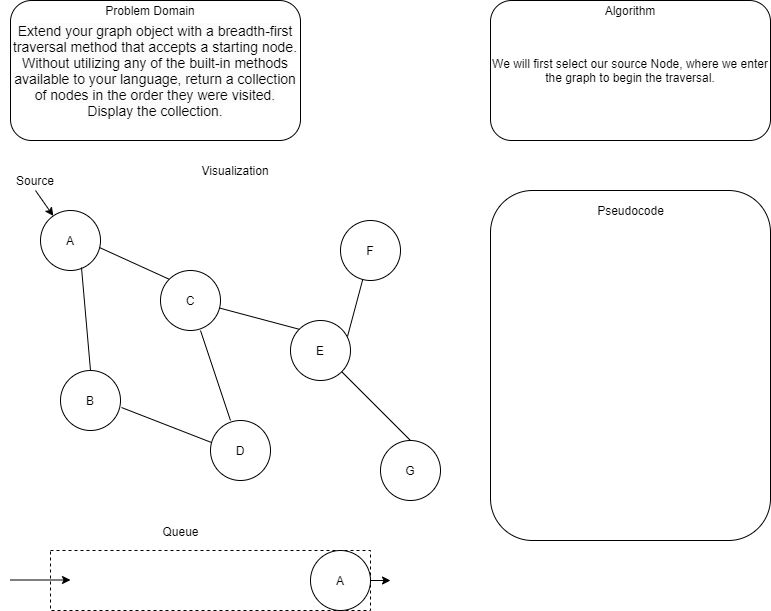 Problem Domain
Extend your graph object with a breadth-first
traversal method that accepts a starting node.
Without utilizing any of the built-in methods
available to your language, return a collection
of nodes in the order they were visited.
Display the collection.
Algorithm
We will first select our source Node, where we enter
the graph to begin the traversal.
Visualization
Source
A
F
C
E
B
D
G
Pseudocode
Queue
A